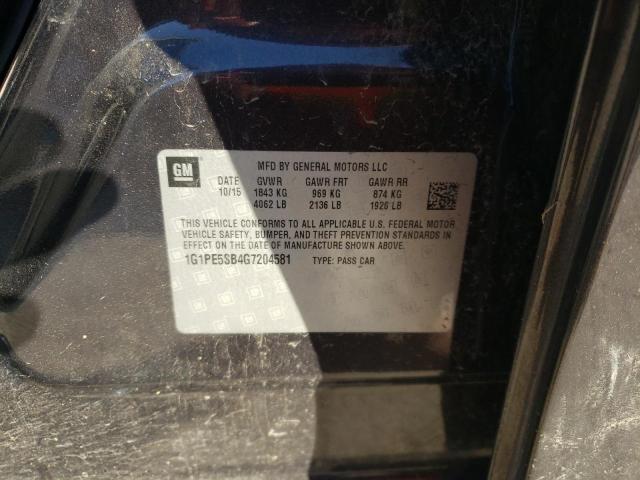 GM
MFD BY GENERAL MOTORS LLC
DATE GVWR GAWR FRT GAWR RR
10/15 1843 KG 969 KG 874 KG
4062 LB 2136 LB 1926 LB
THIS VEHICLE CONFORMS TO ALL APPLICABLE U.S. FEDERAL MOTOR
VEHICLE SAFETY, BUMPER, AND THEFT PREVENTION STANDARDS
IN EFFECT ON THE DATE OF MANUFACTURE SHOWN ABOVE.
1G1PE5SB4G7204581 TYPE: PASS CAR